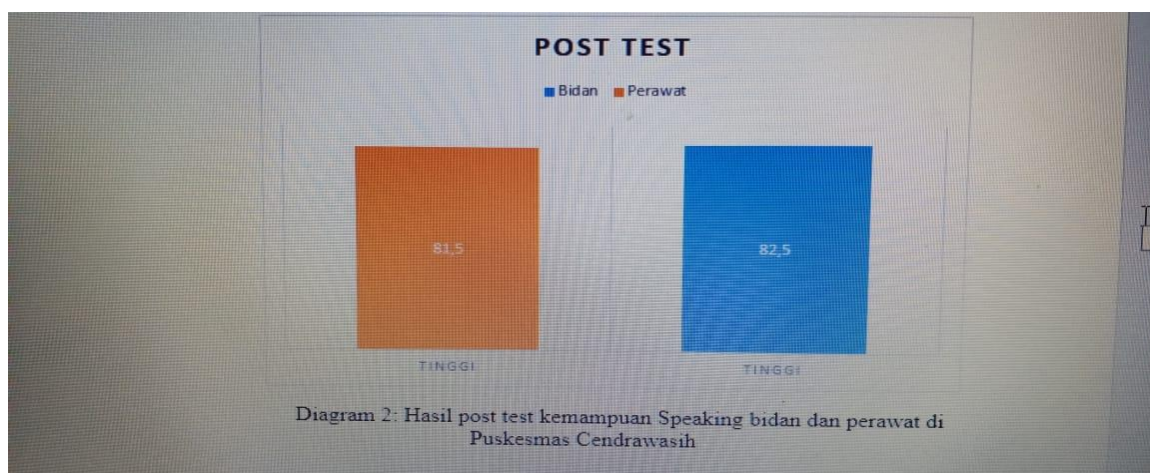 POST TEST
Bidan Perawat
81,5 82,5
TINGGI TINGGI
Diagram 2: Hasil post test kemampuan Speaking bidan dan perawat di
Puskesmas Cendrawasih